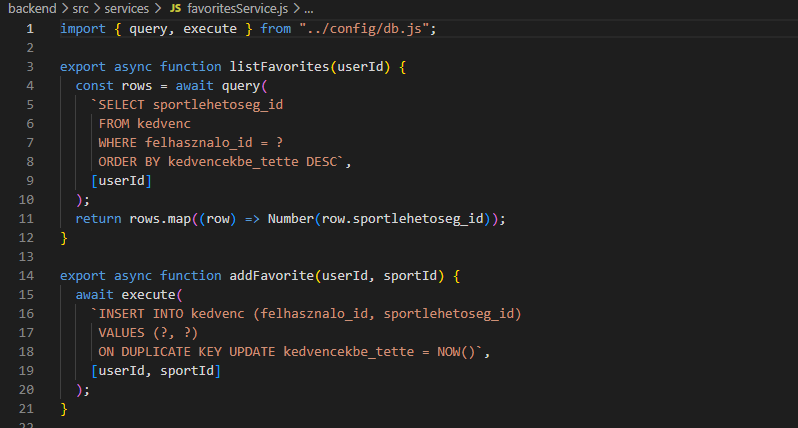 backend > src > services > JS favoritesService.js > ...
1 import { query, execute } from "../config/db.js";
2
3 export async function listFavorites(userId) {
4   const rows = await query(
5     `SELECT sportlehetoseg_id
6      FROM kedvenc
7      WHERE felhasznalo_id = ?
8      ORDER BY kedvencekbe_tette DESC`,
9     [userId]
10   );
11   return rows.map((row) => Number(row.sportlehetoseg_id));
12 }
13
14 export async function addFavorite(userId, sportId) {
15   await execute(
16     `INSERT INTO kedvenc (felhasznalo_id, sportlehetoseg_id)
17      VALUES (?, ?)
18      ON DUPLICATE KEY UPDATE kedvencekbe_tette = NOW()`,
19     [userId, sportId]
20   );
21 }
22